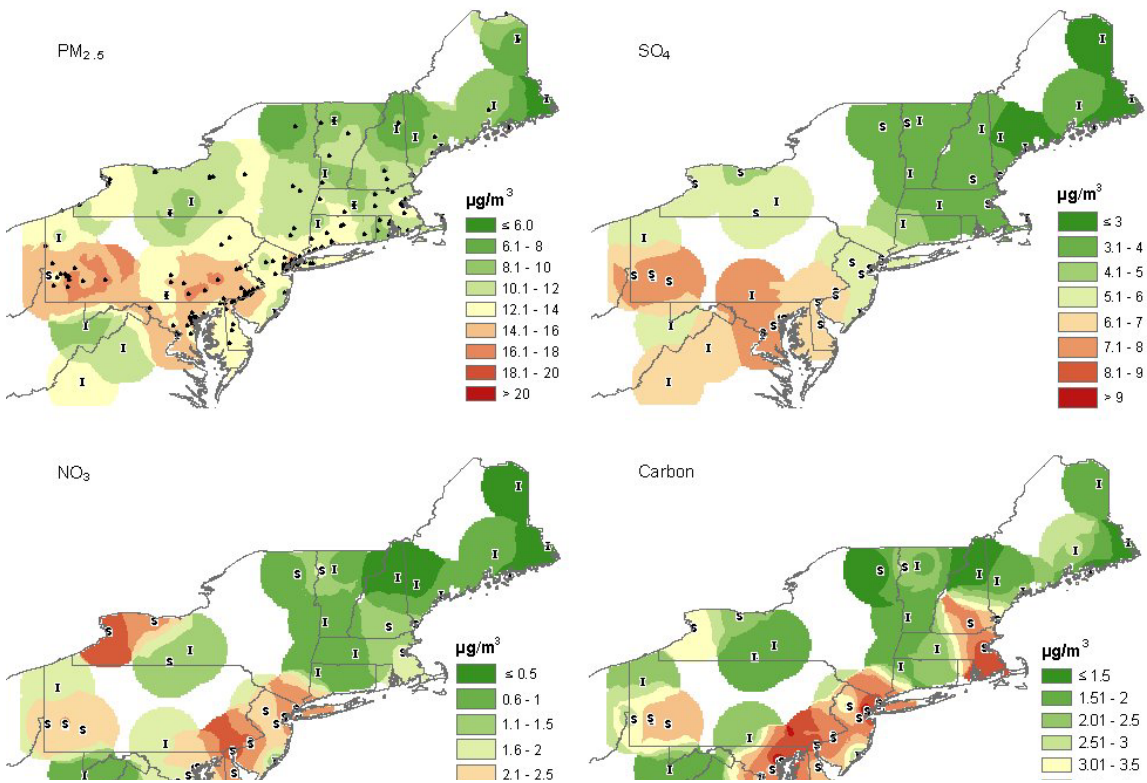 PM2.5
µg/m3
≤ 6.0
6.1 - 8
8.1 - 10
10.1 - 12
12.1 - 14
14.1 - 16
16.1 - 18
18.1 - 20
> 20
SO4
µg/m3
≤ 3
3.1 - 4
4.1 - 5
5.1 - 6
6.1 - 7
7.1 - 8
8.1 - 9
> 9
NO3
µg/m3
≤ 0.5
0.6 - 1
1.1 - 1.5
1.6 - 2
2.1 - 2.5
Carbon
µg/m3
≤ 1.5
1.51 - 2
2.01 - 2.5
2.51 - 3
3.01 - 3.5